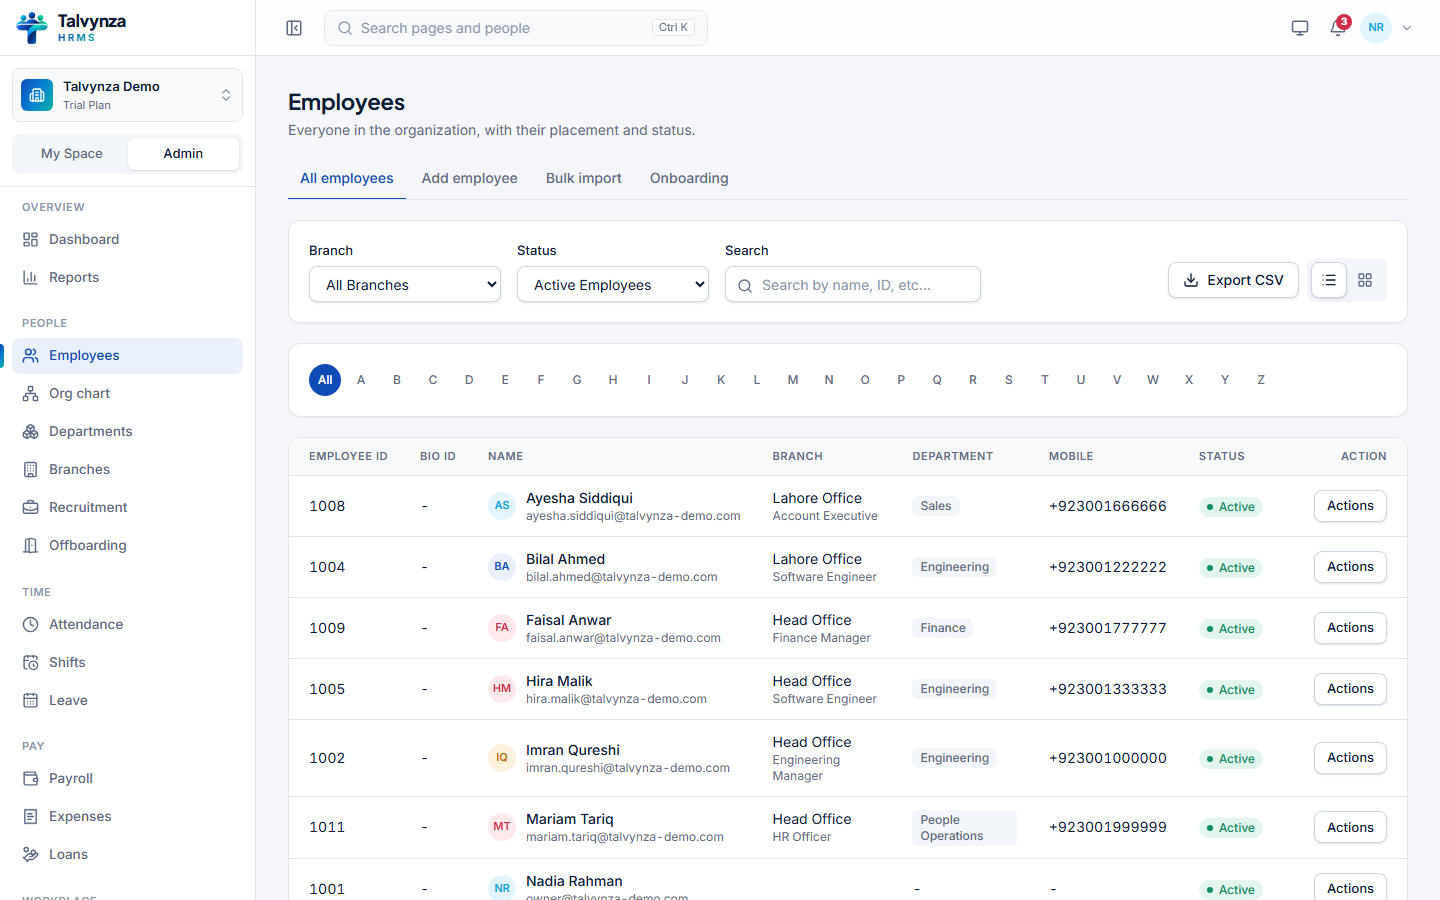 Talvynza
HRMS
Search pages and people
Ctrl K
3
NR
Talvynza Demo
Trial Plan
My Space
Admin
OVERVIEW
Dashboard
Reports
PEOPLE
Employees
Org chart
Departments
Branches
Recruitment
Offboarding
TIME
Attendance
Shifts
Leave
PAY
Payroll
Expenses
Loans
WORKPLACE
Employees
Everyone in the organization, with their placement and status.
All employees
Add employee
Bulk import
Onboarding
Branch
Status
Search
All Branches
Active Employees
Search by name, ID, etc...
Export CSV
All A B C D E F G H I J K L M N O P Q R S T U V W X Y Z
EMPLOYEE ID BIO ID NAME BRANCH DEPARTMENT MOBILE STATUS ACTION
1008 - AS Ayesha Siddiqui Lahore Office Sales +923001666666 Active Actions
ayesha.siddiqui@talvynza-demo.com Account Executive
1004 - BA Bilal Ahmed Lahore Office Engineering +923001222222 Active Actions
bilal.ahmed@talvynza-demo.com Software Engineer
1009 - FA Faisal Anwar Head Office Finance +923001777777 Active Actions
faisal.anwar@talvynza-demo.com Finance Manager
1005 - HM Hira Malik Head Office Engineering +923001333333 Active Actions
hira.malik@talvynza-demo.com Software Engineer
1002 - IQ Imran Qureshi Head Office Engineering +923001000000 Active Actions
imran.qureshi@talvynza-demo.com Engineering
Manager
1011 - MT Mariam Tariq Head Office People +923001999999 Active Actions
mariam.tariq@talvynza-demo.com HR Officer Operations
1001 - NR Nadia Rahman - - Active Actions
owner@talvynza-demo.com